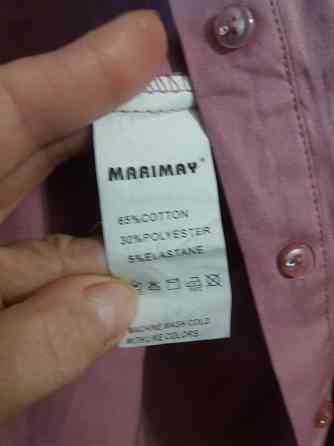 MARIMAY®
65%COTTON
30%POLYESTER
5%ELASTANE
MACHINE WASH COLD
WITH LIKE COLORS